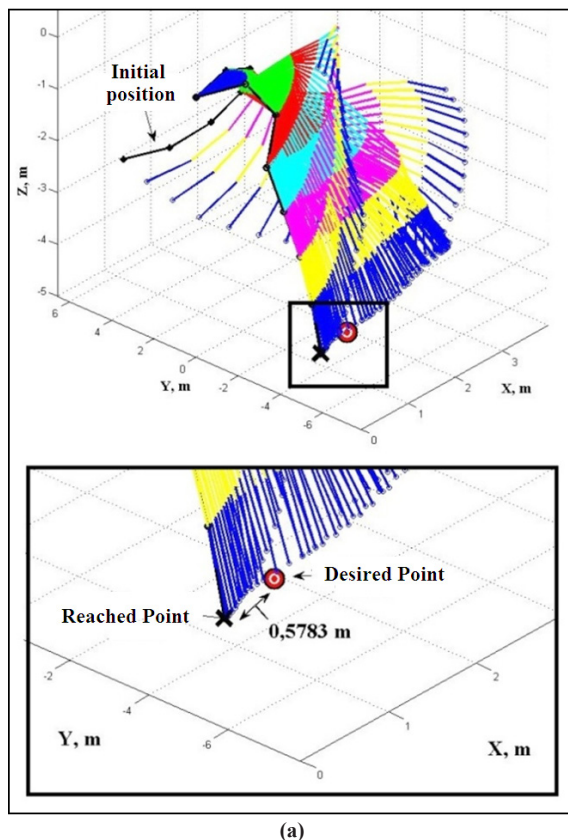 0
-1
-2
-3
-4
-5
Z, m
Initial
position
6
4
2
0
-2
-4
-6
Y, m
0
1
2
3
X, m
Desired Point
Reached Point
0,5783 m
-2
-4
-6
Y, m
0
1
2
X, m
(a)